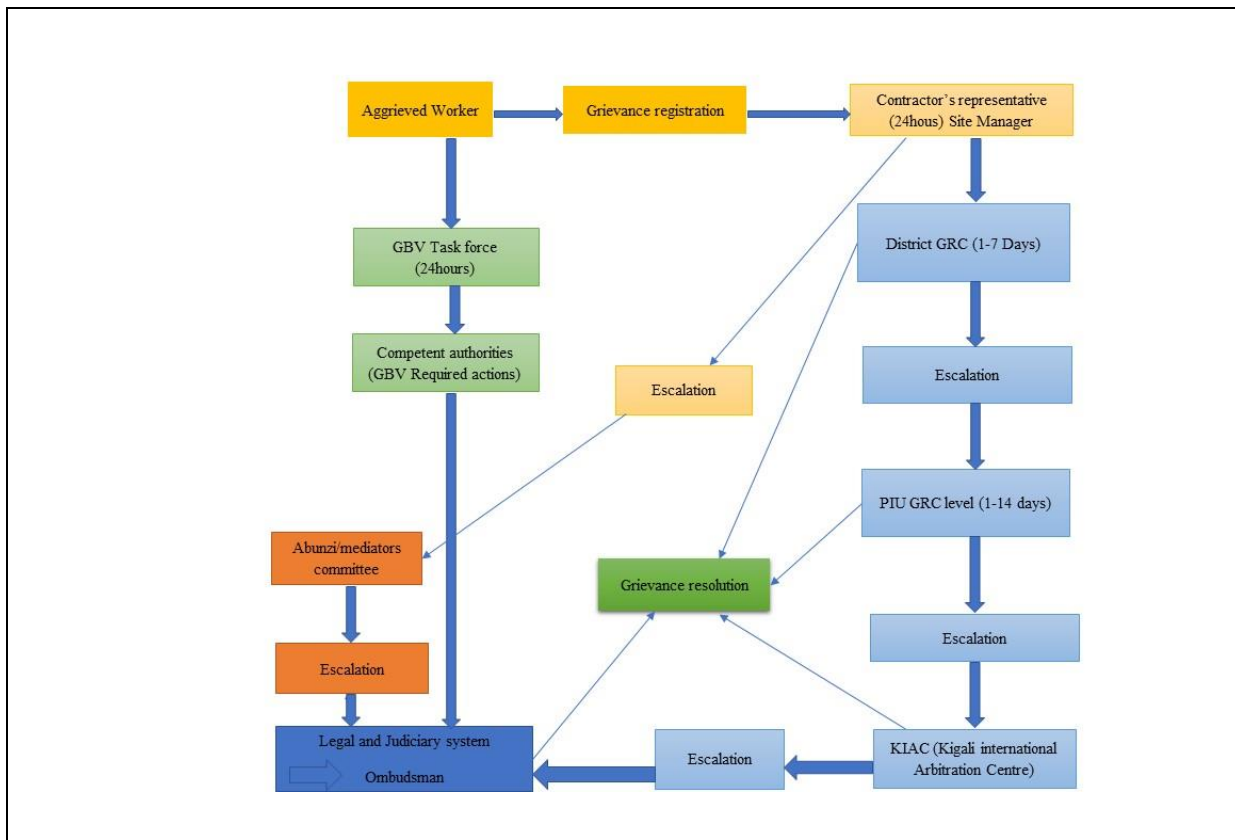 Aggrieved Worker
Grievance registration
Contractor's representative
(24hous) Site Manager
GBV Task force
(24hours)
District GRC (1-7 Days)
Competent authorities
(GBV Required actions)
Escalation
Escalation
PIU GRC level (1-14 days)
Abunzi/mediators
committee
Grievance resolution
Escalation
Escalation
Legal and Judiciary system
Ombudsman
Escalation
KIAC (Kigali international
Arbitration Centre)